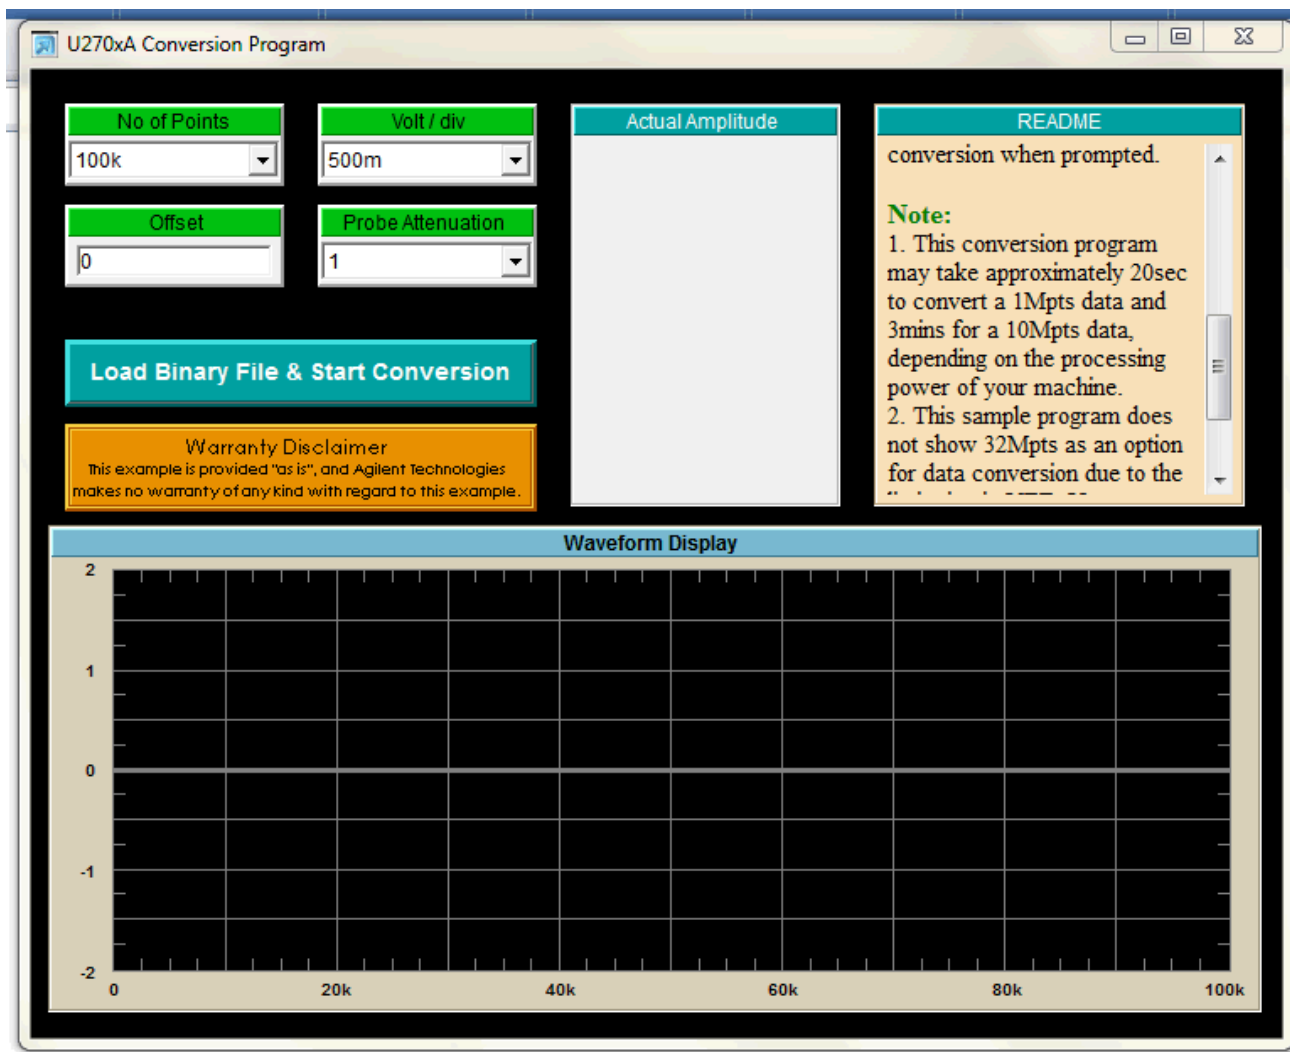 U270xA Conversion Program
No of Points
100k
Volt / div
500m
Offset
0
Probe Attenuation
1
Load Binary File & Start Conversion
Warranty Disclaimer
This example is provided "as is", and Agilent Technologies
makes no warranty of any kind with regard to this example.
Actual Amplitude
README
conversion when prompted.
Note:
1. This conversion program
may take approximately 20sec
to convert a 1Mpts data and
3mins for a 10Mpts data,
depending on the processing
power of your machine.
2. This sample program does
not show 32Mpts as an option
for data conversion due to the
Waveform Display
2
1
0
-1
-2
0 20k 40k 60k 80k 100k